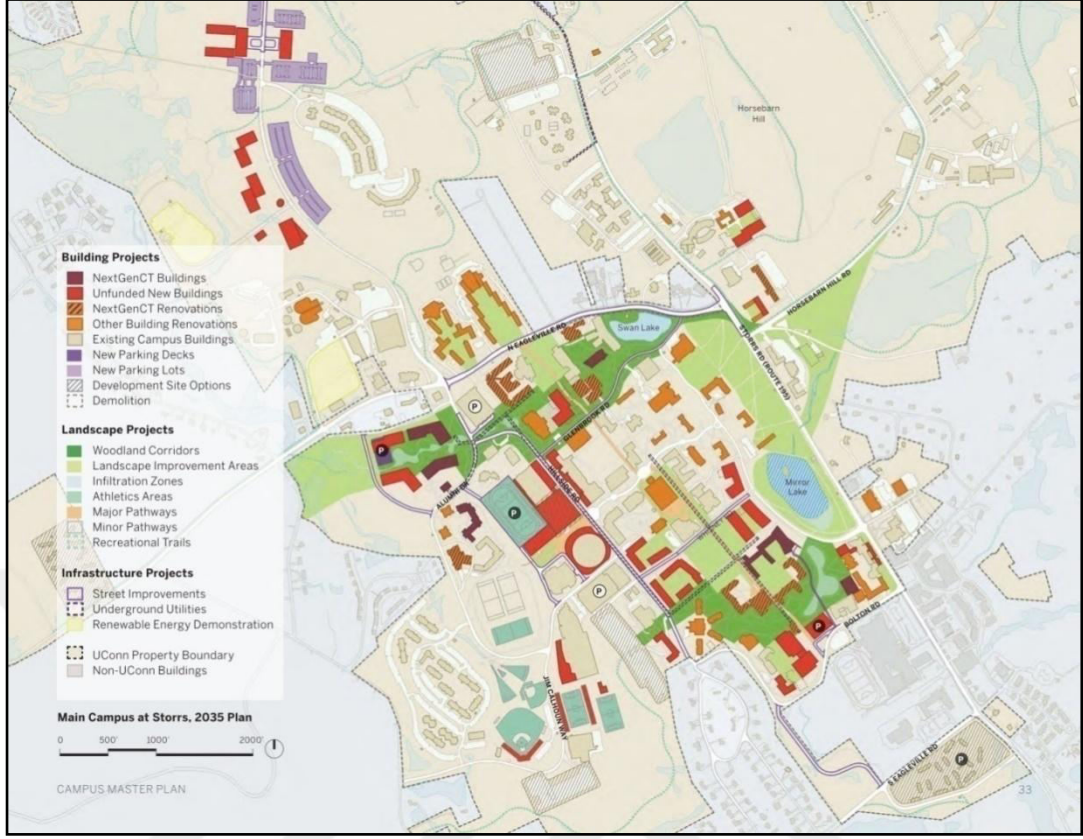 Horsebarn
Hill
Building Projects
NextGenCT Buildings
Unfunded New Buildings
NextGenCT Renovations
Other Building Renovations
Existing Campus Buildings
New Parking Decks
New Parking Lots
Development Site Options
Demolition
Landscape Projects
Woodland Corridors
Landscape Improvement Areas
Infiltration Zones
Athletics Areas
Major Pathways
Minor Pathways
Recreational Trails
Infrastructure Projects
Street Improvements
Underground Utilities
Renewable Energy Demonstration
UConn Property Boundary
Non-UConn Buildings
Main Campus at Storrs, 2035 Plan
0 500' 1000' 2000'
CAMPUS MASTER PLAN
HORSEBARN HILL RD
Swan Lake
N EAGLEVILLE RD
STORRS RD (ROUTE 195)
P
GLENBROOK RD
P
HILLSIDE RD
Mirror
Lake
ALUMNI DR
P
P
BOLTON RD
P
JIM CALHOUN WAY
S EAGLEVILLE RD
P
33